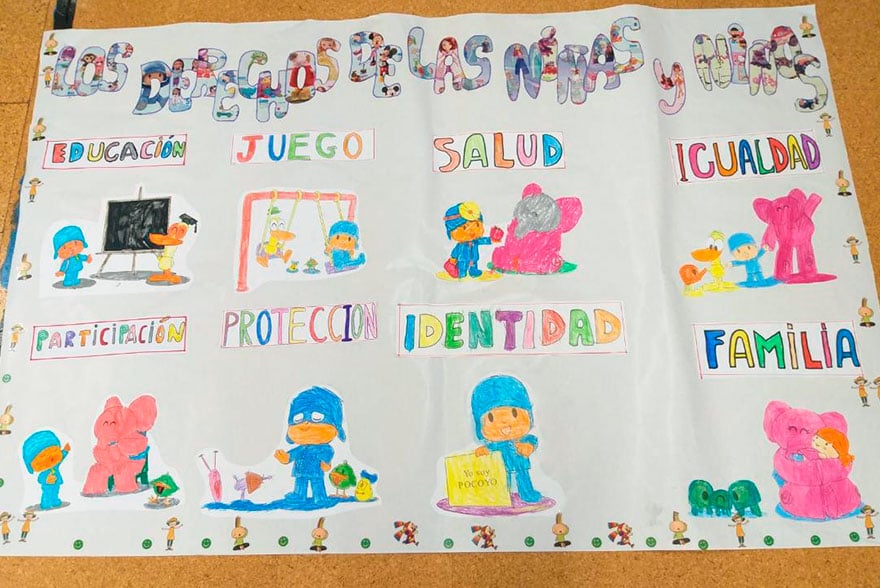 LOS DERECHOS DE LAS NIÑAS y NIÑOS
EDUCACIÓN
JUEGO
SALUD
IGUALDAD
PARTICIPACIÓN
PROTECCION
IDENTIDAD
FAMILIA
Yo soy
POCOYO